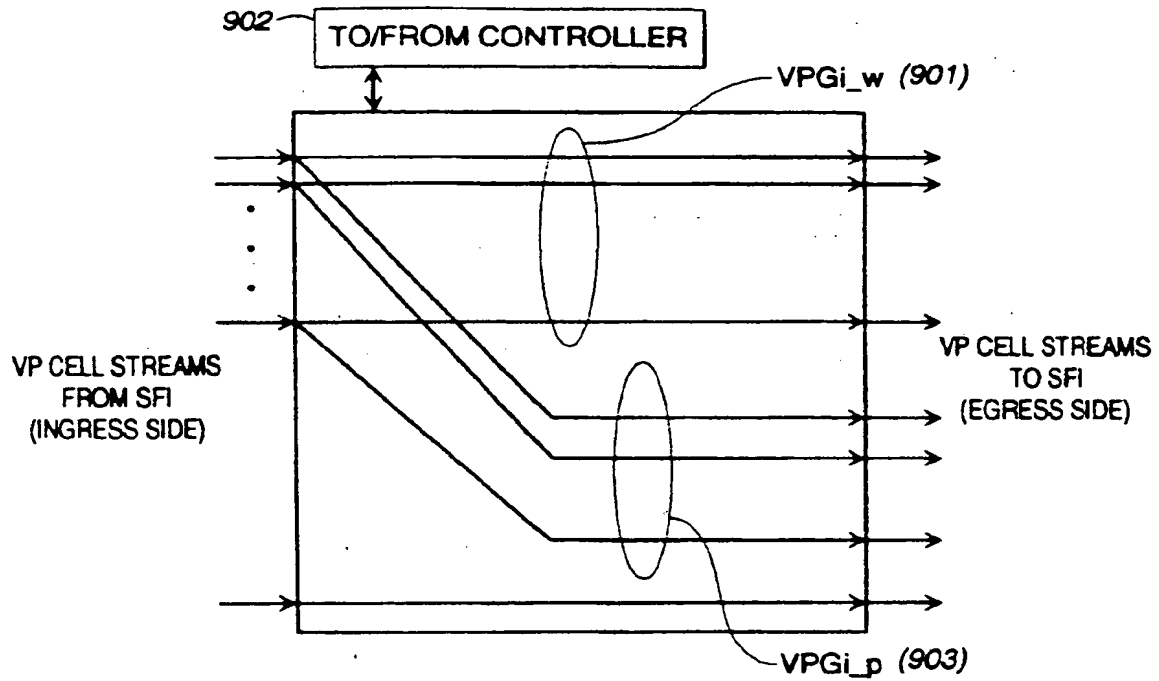 902
TO/FROM CONTROLLER
VPGi_w (901)
VP CELL STREAMS
FROM SFI
(INGRESS SIDE)
VP CELL STREAMS
TO SFI
(EGRESS SIDE)
VPGi_p (903)